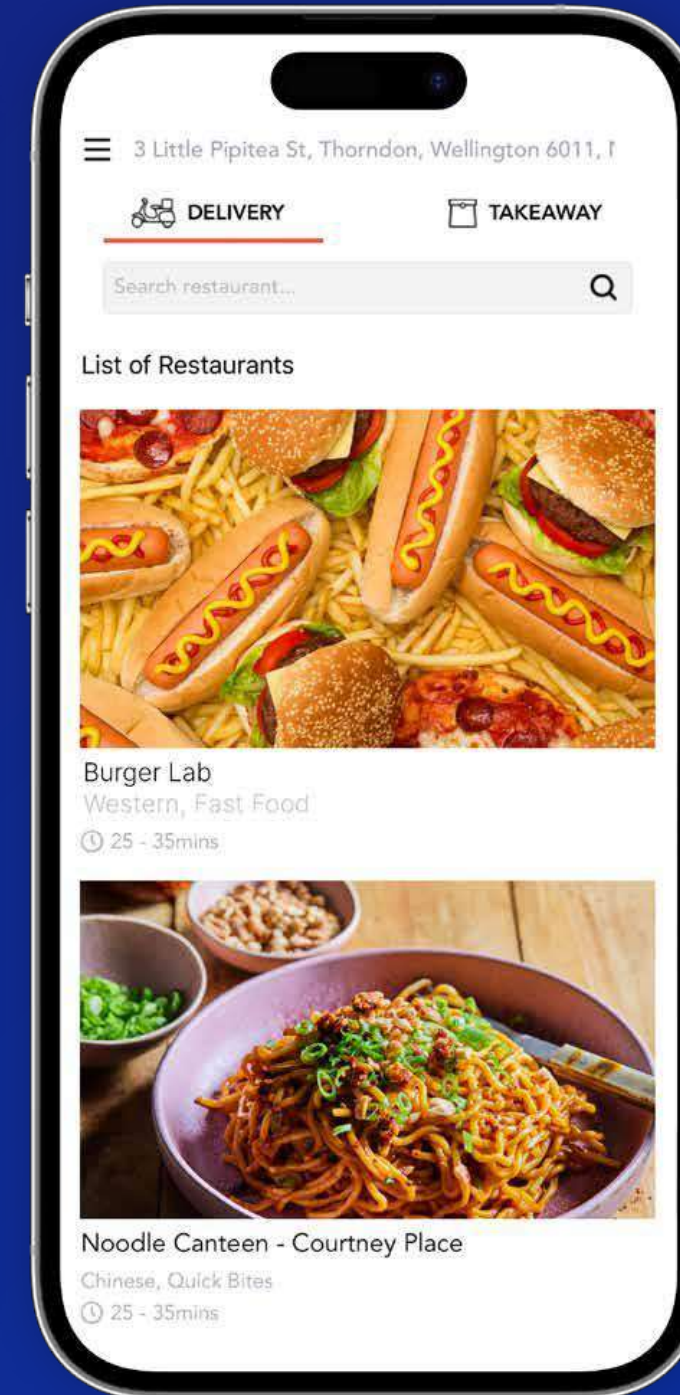 3 Little Pipitea St, Thorndon, Wellington 6011,
DELIVERY TAKEAWAY
Search restaurant...
List of Restaurants
Burger Lab
Western, Fast Food
25 - 35mins
Noodle Canteen - Courtney Place
Chinese, Quick Bites
25 - 35mins